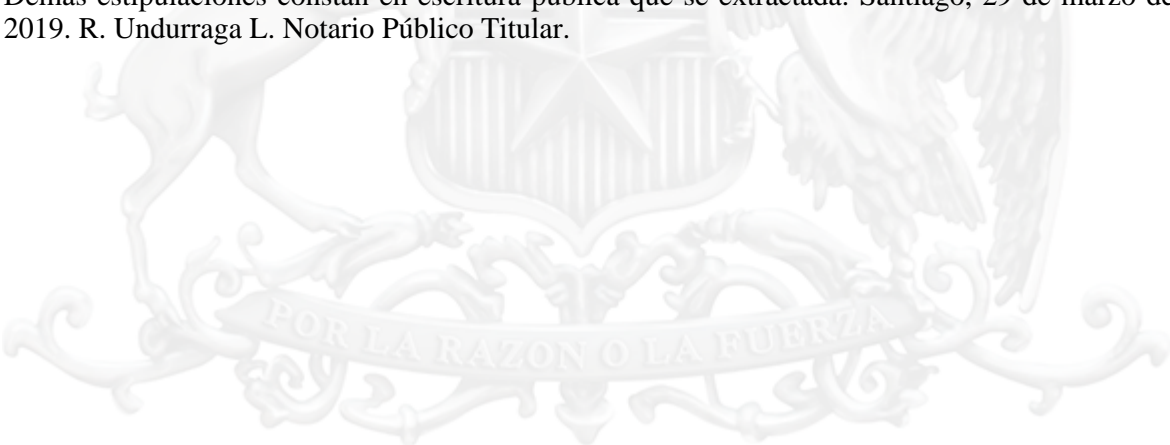 Demás estipulaciones constan en escritura pública que se extractada. Santiago, 29 de marzo de
2019. R. Undurraga L. Notario Público Titular.
POR LA RAZON O LA FUERZA